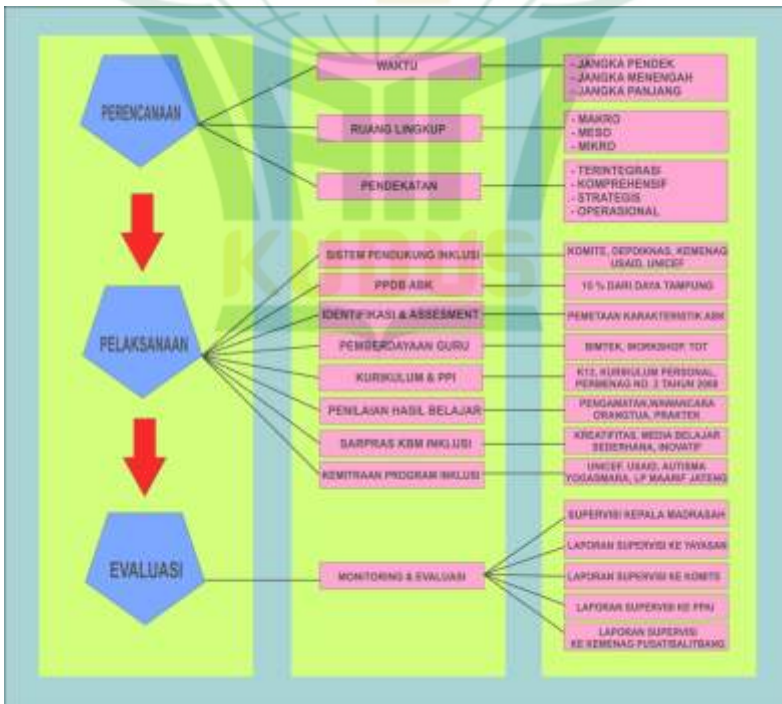 PERENCANAAN
WAKTU
- JANGKA PENDEK
- JANGKA MENENGAH
- JANGKA PANJANG
RUANG LINGKUP
- MAKRO
- MESO
- MIKRO
PENDEKATAN
- TERINTEGRASI
- KOMPREHENSIF
- STRATEGIS
- OPERASIONAL
KUDUS
PELAKSANAAN
SISTEM PENDUKUNG INKLUSI
KOMITE, DEPDIKNAS, KEMENAG
USAID, UNICEF
PPDB ABK
10 % DARI DAYA TAMPUNG
IDENTIFIKASI & ASSESMENT
PEMETAAN KARAKTERISTIK ABK
PEMBERDAYAAN GURU
BIMTEK, WORKSHOP, TOT
KURIKULUM & PPI
K13, KURIKULUM PERSONAL,
PERMENAG NO. 2 TAHUN 2008
PENILAIAN HASIL BELAJAR
PENGAMATAN,WAWANCARA
ORANGTUA, PRAKTEK
SARPRAS KBM INKLUSI
KREATIFITAS, MEDIA BELAJAR
SEDERHANA, INOVATIF
KEMITRAAN PROGRAM INKLUSI
UNICEF, USAID, AUTISMA
YOGASMARA, LP MAARIF JATENG
EVALUASI
MONITORING & EVALUASI
SUPERVISI KEPALA MADRASAH
LAPORAN SUPERVISI KE YAYASAN
LAPORAN SUPERVISI KE KOMITE
LAPORAN SUPERVISI KE
LAPORAN SUPERVISI
KE KEMENAG PUSAT/BALITBANG